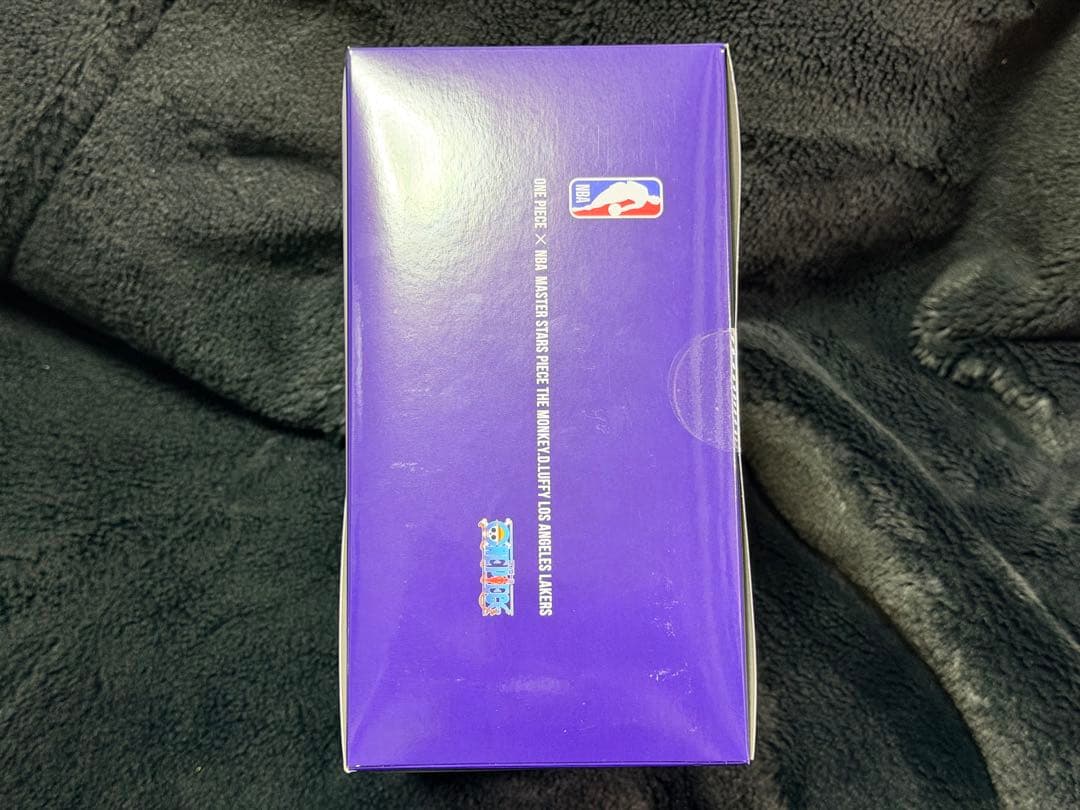 NBA
ONE PIECE × NBA MASTER STARS PIECE THE MONKEY.D.LUFFY LOS ANGELES LAKERS
ONE PIECE